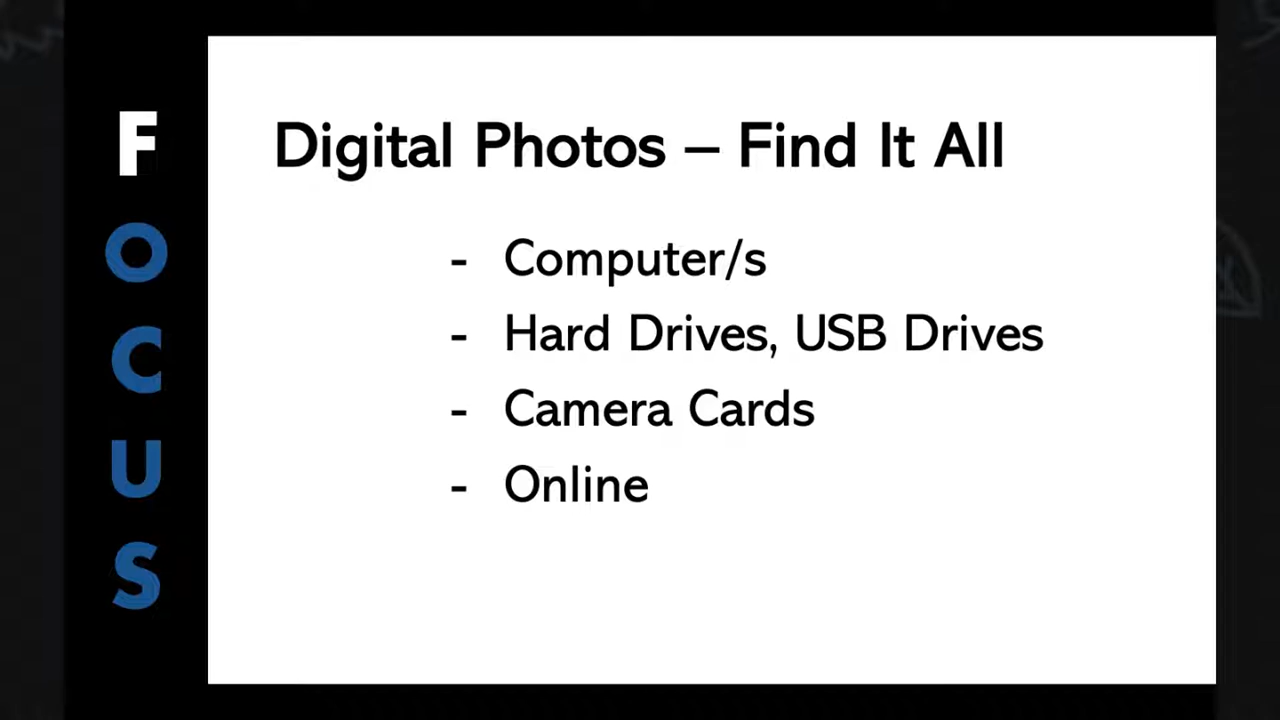 F
O
C
U
S
Digital Photos – Find It All
- Computer/s
- Hard Drives, USB Drives
- Camera Cards
- Online